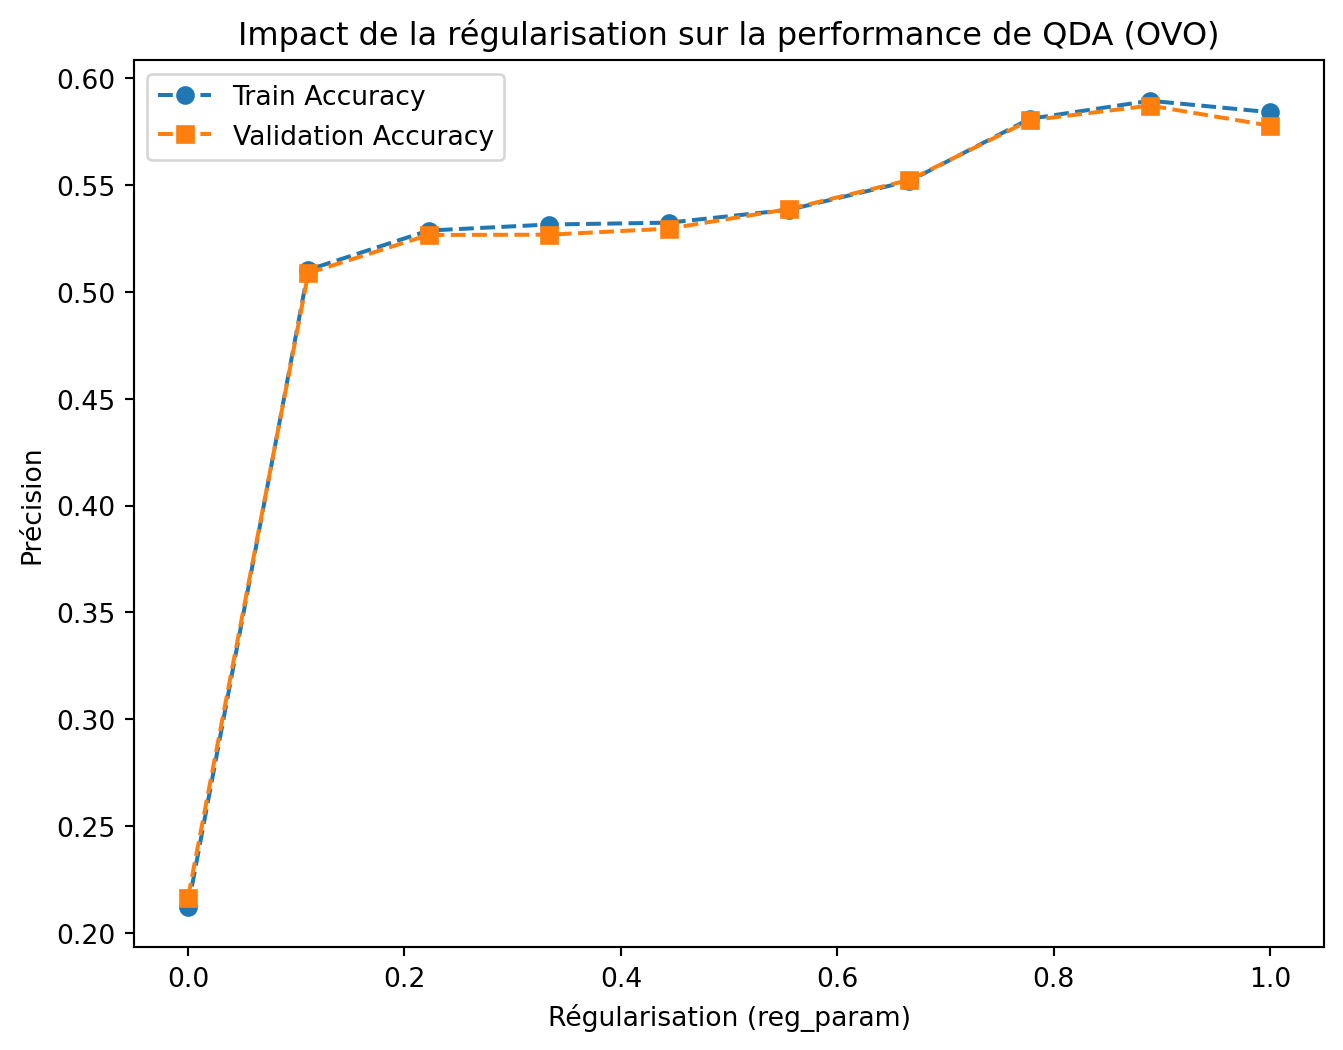 Impact de la régularisation sur la performance de QDA (OVO)
Train Accuracy
Validation Accuracy
0.60
0.55
0.50
0.45
0.40
0.35
0.30
0.25
0.20
Précision
0.0 0.2 0.4 0.6 0.8 1.0
Régularisation (reg_param)